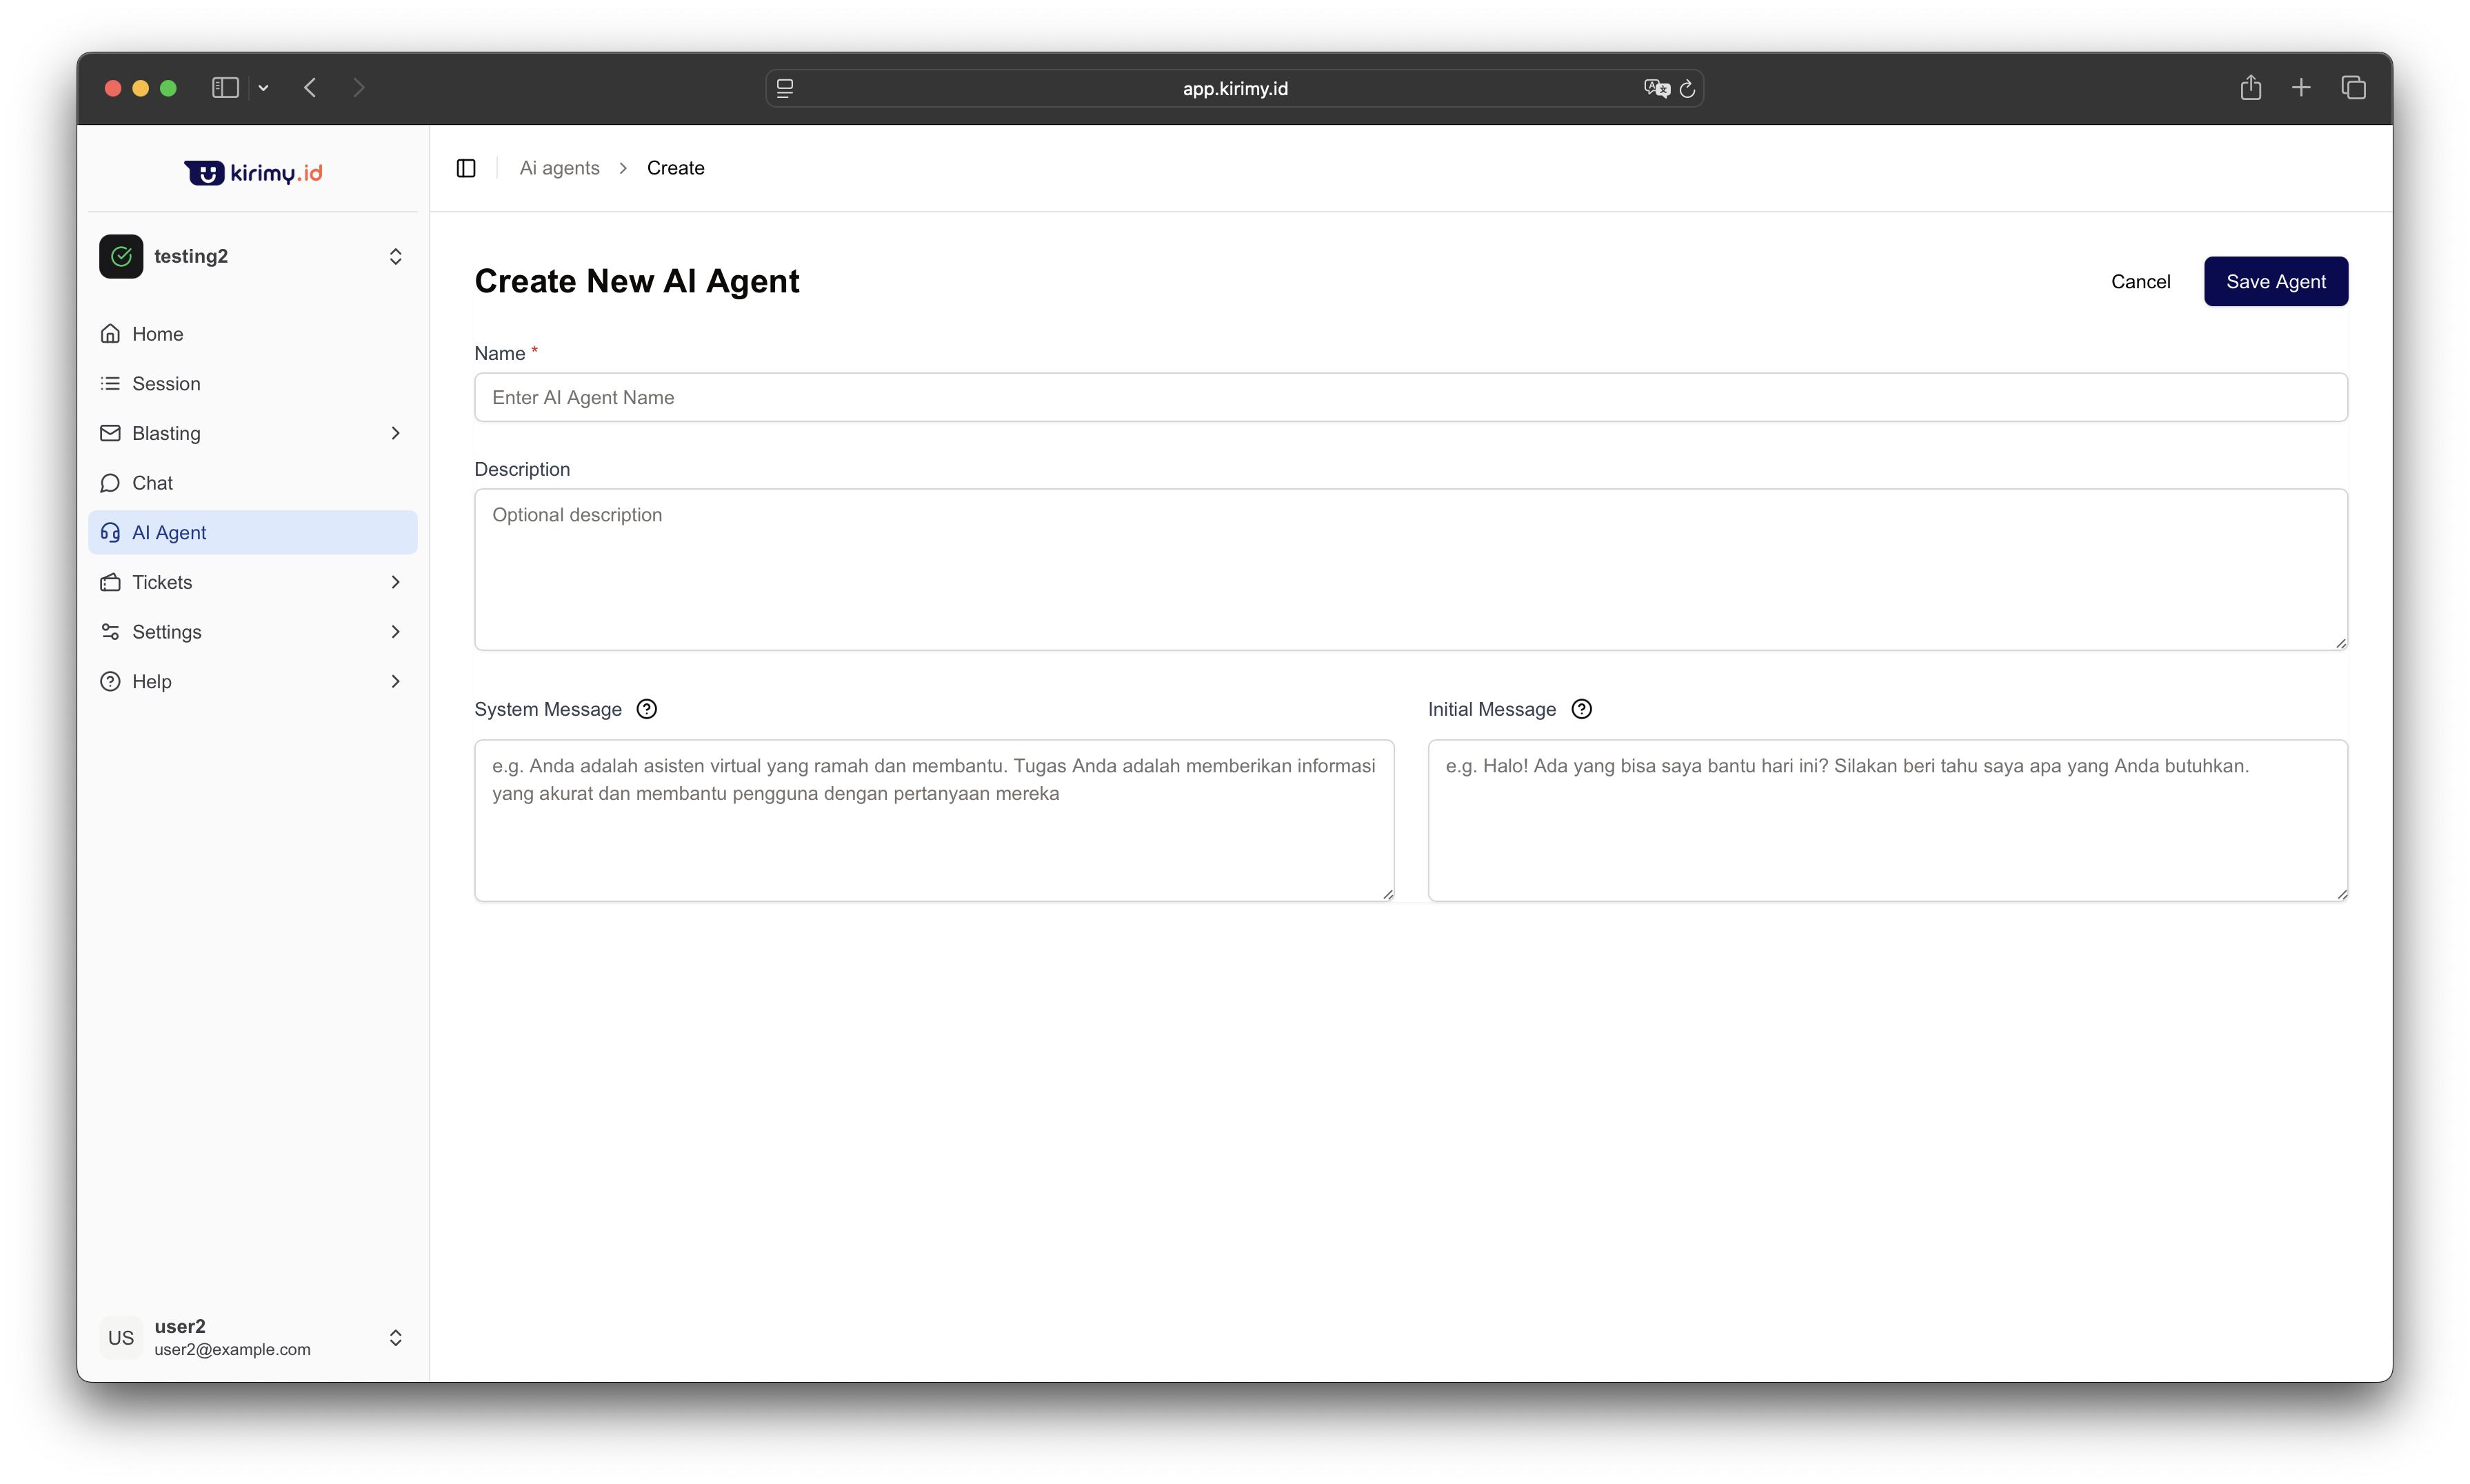 app.kirimy.id
kirimy.id
Ai agents > Create
testing2
Home
Session
Blasting
Chat
AI Agent
Tickets
Settings
Help
US
user2
user2@example.com
Create New AI Agent
Cancel
Save Agent
Name *
Enter AI Agent Name
Description
Optional description
System Message
e.g. Anda adalah asisten virtual yang ramah dan membantu. Tugas Anda adalah memberikan informasi
yang akurat dan membantu pengguna dengan pertanyaan mereka
Initial Message
e.g. Halo! Ada yang bisa saya bantu hari ini? Silakan beri tahu saya apa yang Anda butuhkan.